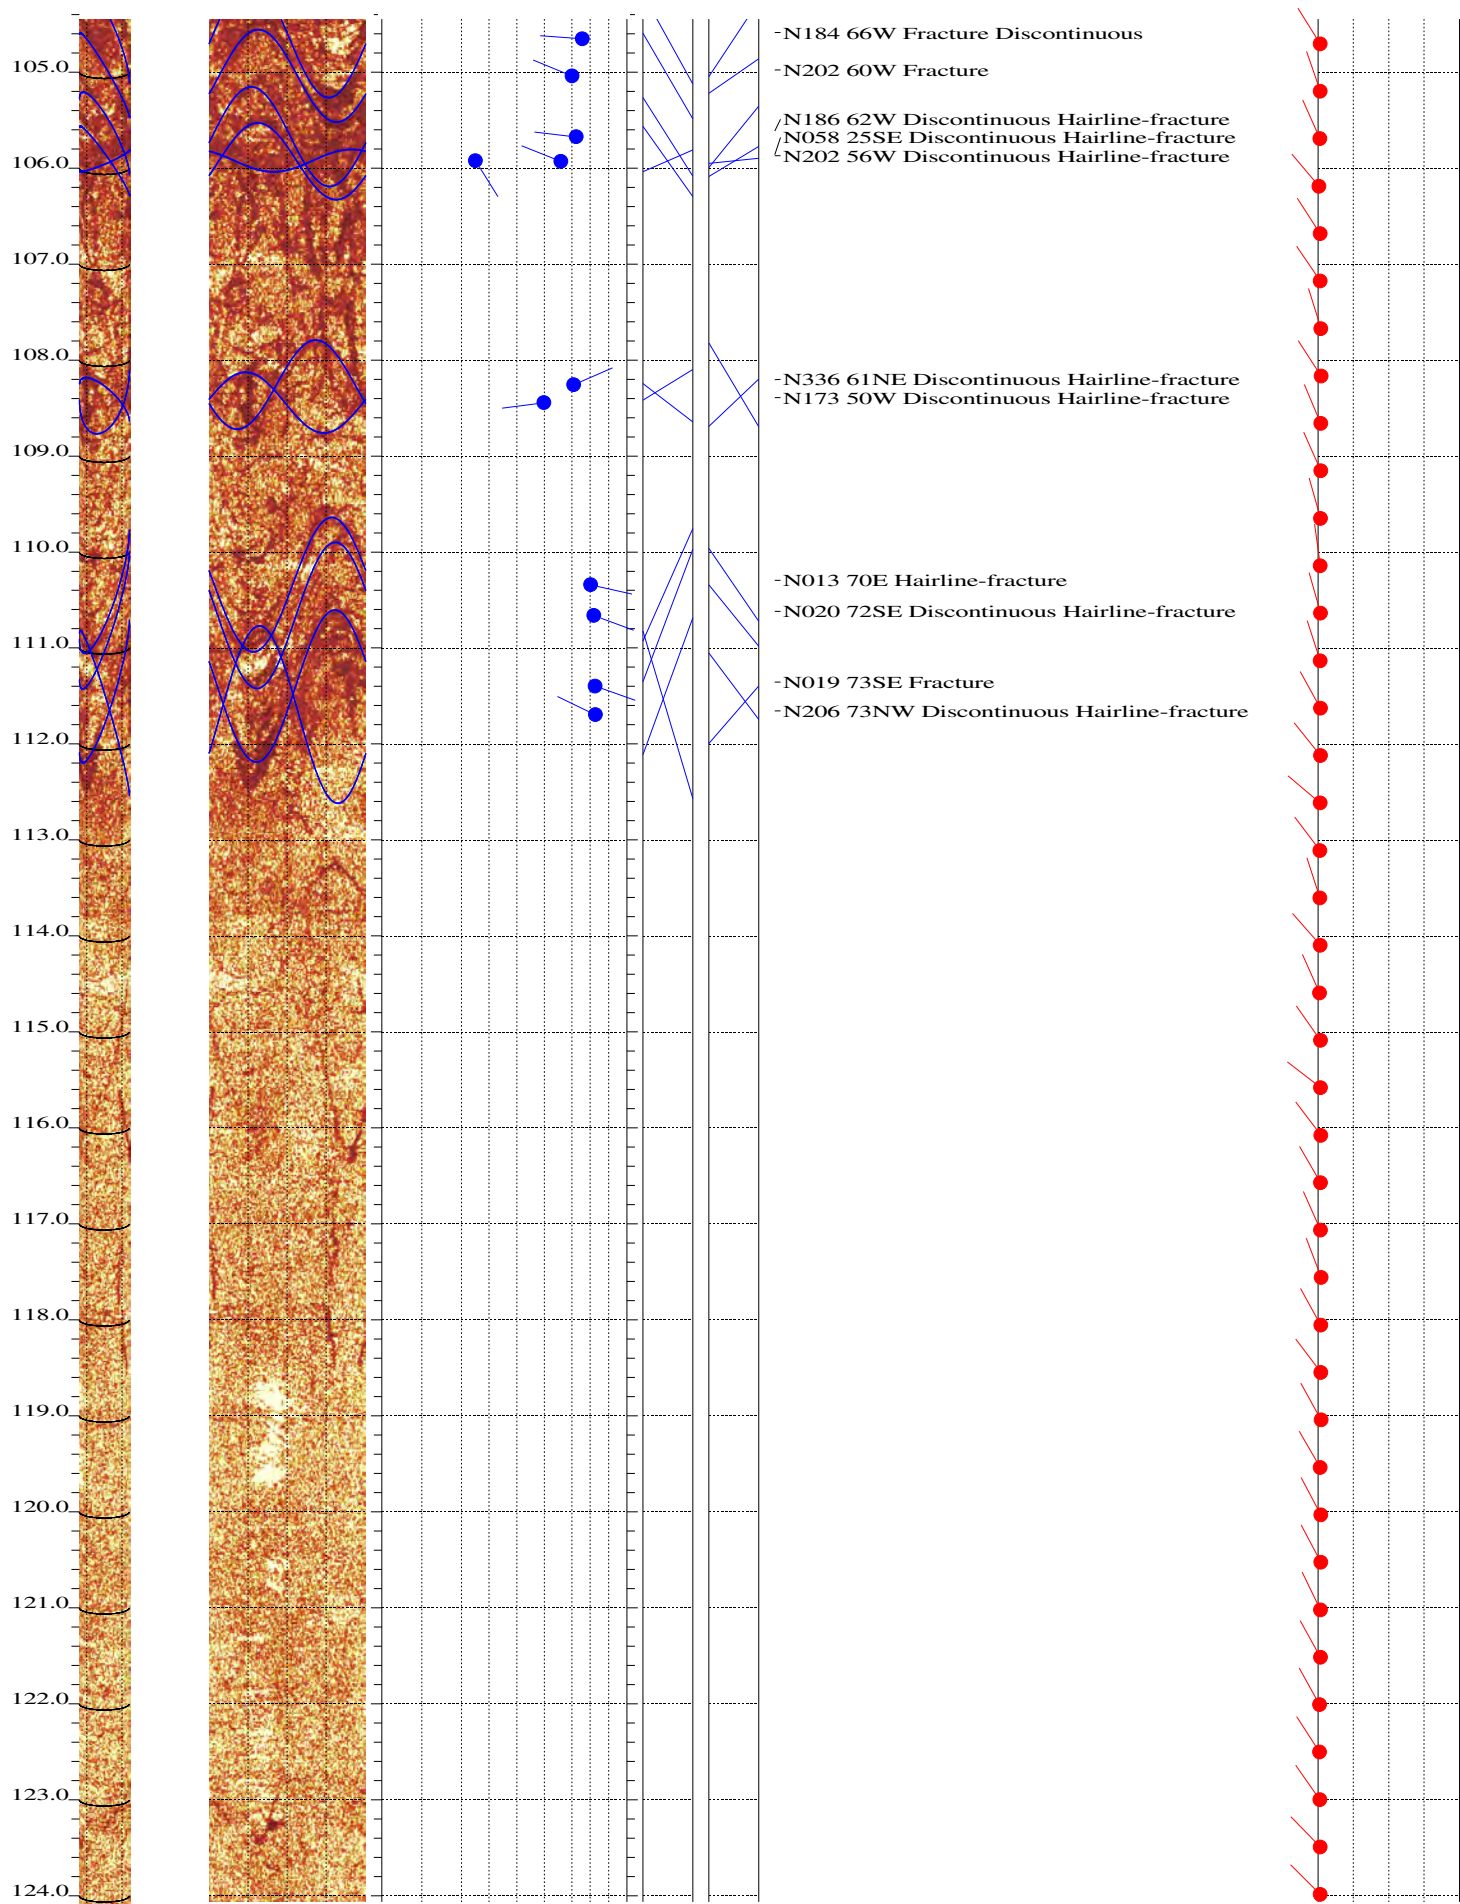 -N184 66W Fracture Discontinuous
105.0
-N202 60W Fracture
N186 62W Discontinuous Hairline-fracture
N058 25SE Discontinuous Hairline-fracture
N202 56W Discontinuous Hairline-fracture
106.0
107.0
108.0
-N336 61NE Discontinuous Hairline-fracture
-N173 50W Discontinuous Hairline-fracture
109.0
110.0
-N013 70E Hairline-fracture
-N020 72SE Discontinuous Hairline-fracture
111.0
-N019 73SE Fracture
-N206 73NW Discontinuous Hairline-fracture
112.0
113.0
114.0
115.0
116.0
117.0
118.0
119.0
120.0
121.0
122.0
123.0
124.0